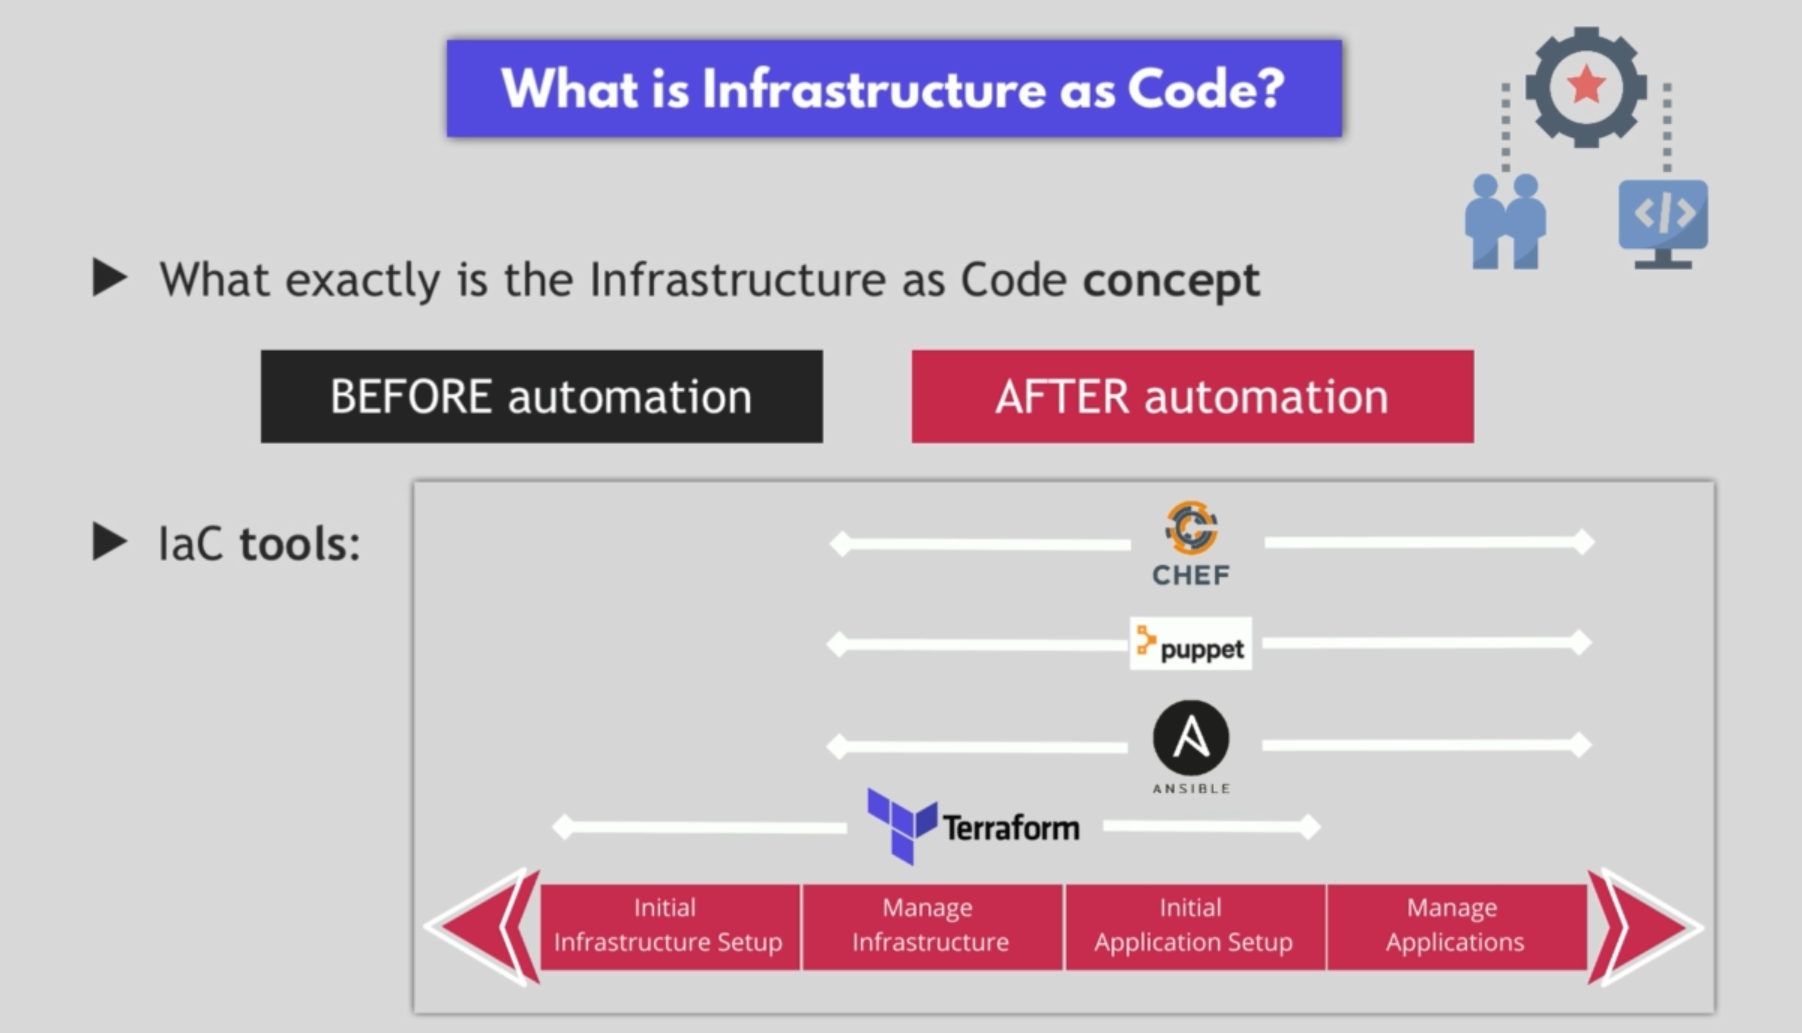 What is Infrastructure as Code?
</>
What exactly is the Infrastructure as Code concept
BEFORE automation
AFTER automation
IaC tools:
CHEF
puppet
ANSIBLE
Terraform
Initial
Infrastructure Setup
Manage
Infrastructure
Initial
Application Setup
Manage
Applications